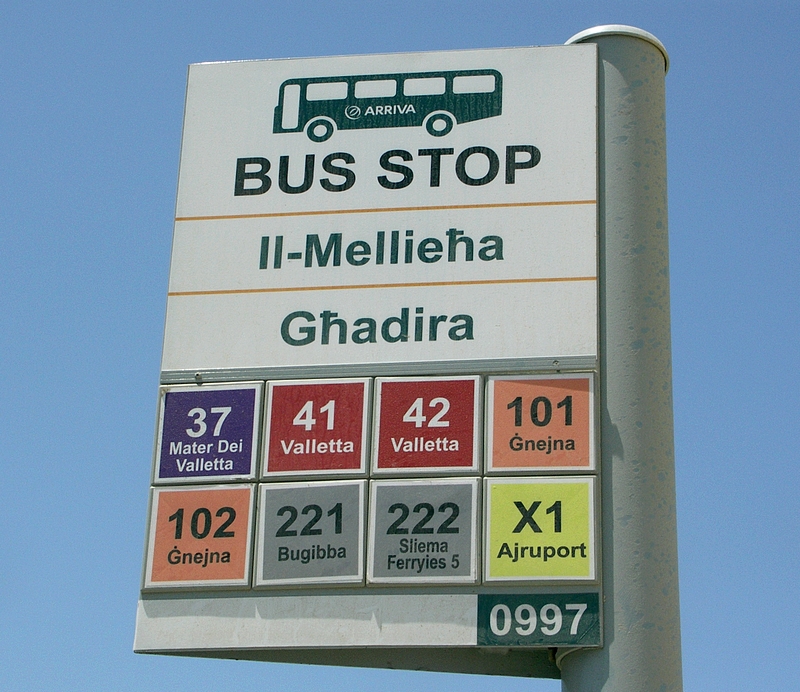 ARRIVA
BUS STOP
Il-Mellieħa
Għadira
37
Mater Dei
Valletta
41
Valletta
42
Valletta
101
Ġnejna
102
Ġnejna
221
Bugibba
222
Sliema
Ferryies 5
X1
Ajruport
0997